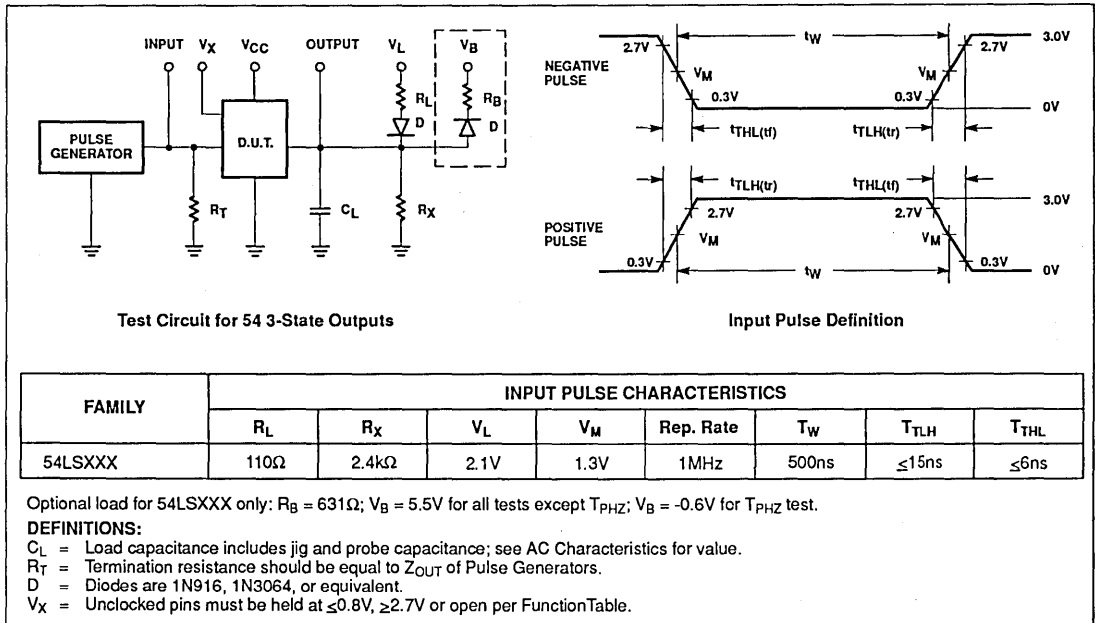 INPUT VX VCC OUTPUT VL VB
RL D RB D
PULSE GENERATOR
D.U.T.
RT CL RX
Test Circuit for 54 3-State Outputs
NEGATIVE PULSE
2.7V tW 2.7V 3.0V
VM VM
0.3V 0.3V 0V
tTHL(tf) tTLH(tr)
tTLH(tr) tTHL(tf)
POSITIVE PULSE
2.7V 2.7V 3.0V
VM VM
0.3V tW 0.3V 0V
Input Pulse Definition
FAMILY INPUT PULSE CHARACTERISTICS
RL RX VL VM Rep. Rate TW TTLH TTHL
54LSXXX 110Ω 2.4kΩ 2.1V 1.3V 1MHz 500ns ≤15ns ≤6ns
Optional load for 54LSXXX only: RB = 631Ω; VB = 5.5V for all tests except TPHZ; VB = -0.6V for TPHZ test.
DEFINITIONS:
CL = Load capacitance includes jig and probe capacitance; see AC Characteristics for value.
RT = Termination resistance should be equal to ZOUT of Pulse Generators.
D = Diodes are 1N916, 1N3064, or equivalent.
VX = Unclocked pins must be held at ≤0.8V, ≥2.7V or open per FunctionTable.